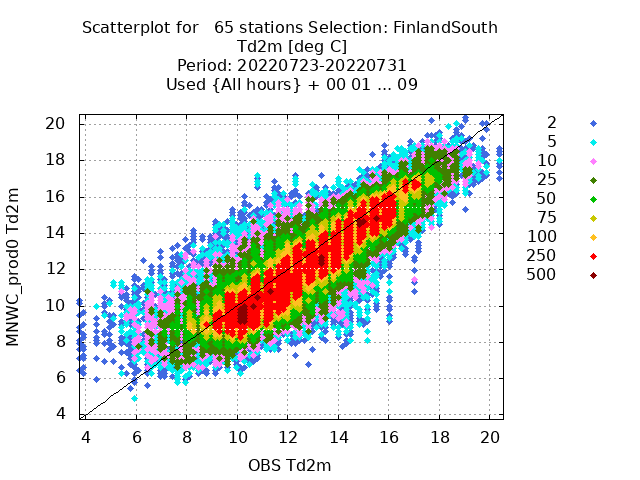 Scatterplot for   65 stations Selection: FinlandSouth
Td2m [deg C]
Period: 20220723-20220731
Used {All hours} + 00 01 ... 09
MNWC_prod0 Td2m
20
18
16
14
12
10
8
6
4
4 6 8 10 12 14 16 18 20
OBS Td2m
2
5
10
25
50
75
100
250
500